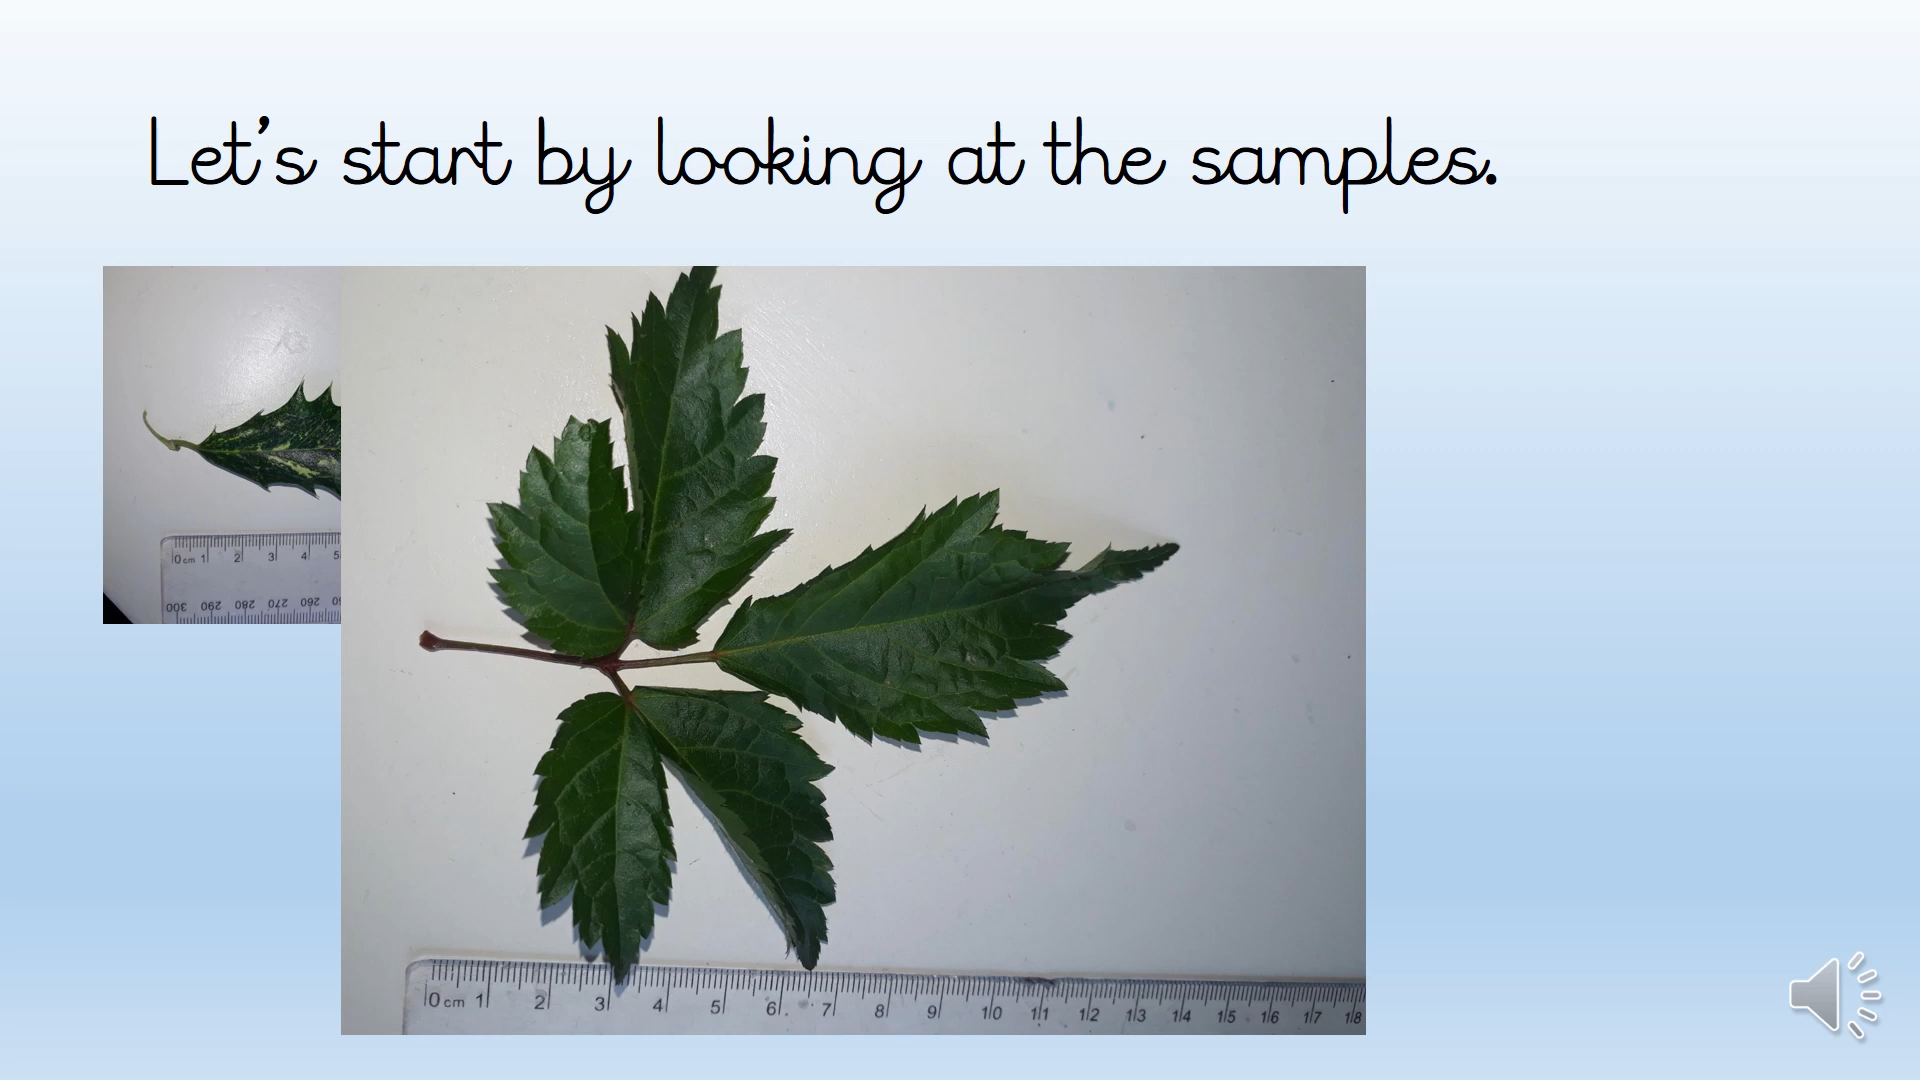 Let's start by looking at the samples.
0 cm 1 2 3 4 5
300 290 280 270 260
0 cm 1 2 3 4 5 6 7 8 9 10 11 12 13 14 15 16 17 18